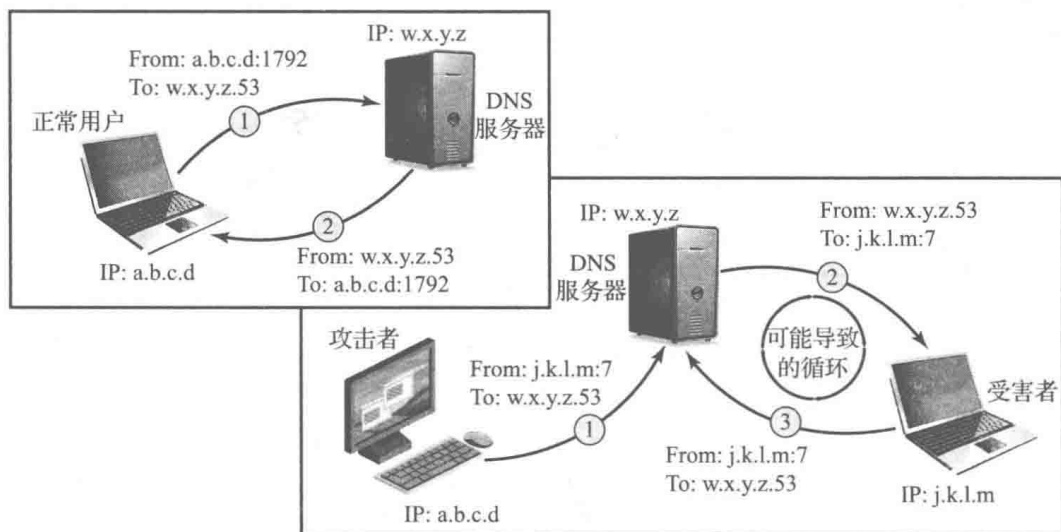 IP: w.x.y.z
From: a.b.c.d:1792
To: w.x.y.z.53
正常用户
①
DNS
服务器
②
IP: a.b.c.d
From: w.x.y.z.53
To: a.b.c.d:1792
IP: w.x.y.z
From: w.x.y.z.53
To: j.k.l.m:7
DNS
服务器
②
攻击者
可能导致
的循环
From: j.k.l.m:7
To: w.x.y.z.53
受害者
①
③
From: j.k.l.m:7
To: w.x.y.z.53
IP: a.b.c.d
IP: j.k.l.m